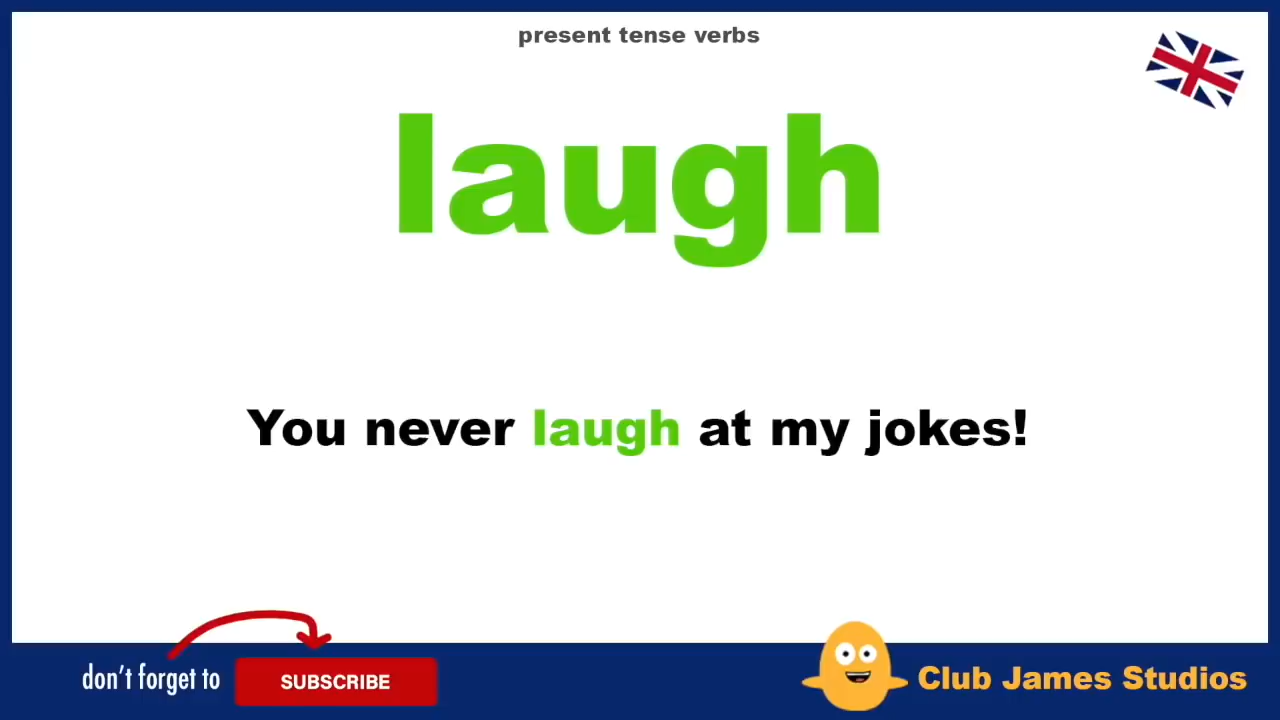 present tense verbs
laugh
You never laugh at my jokes!
don't forget to
SUBSCRIBE
Club James Studios